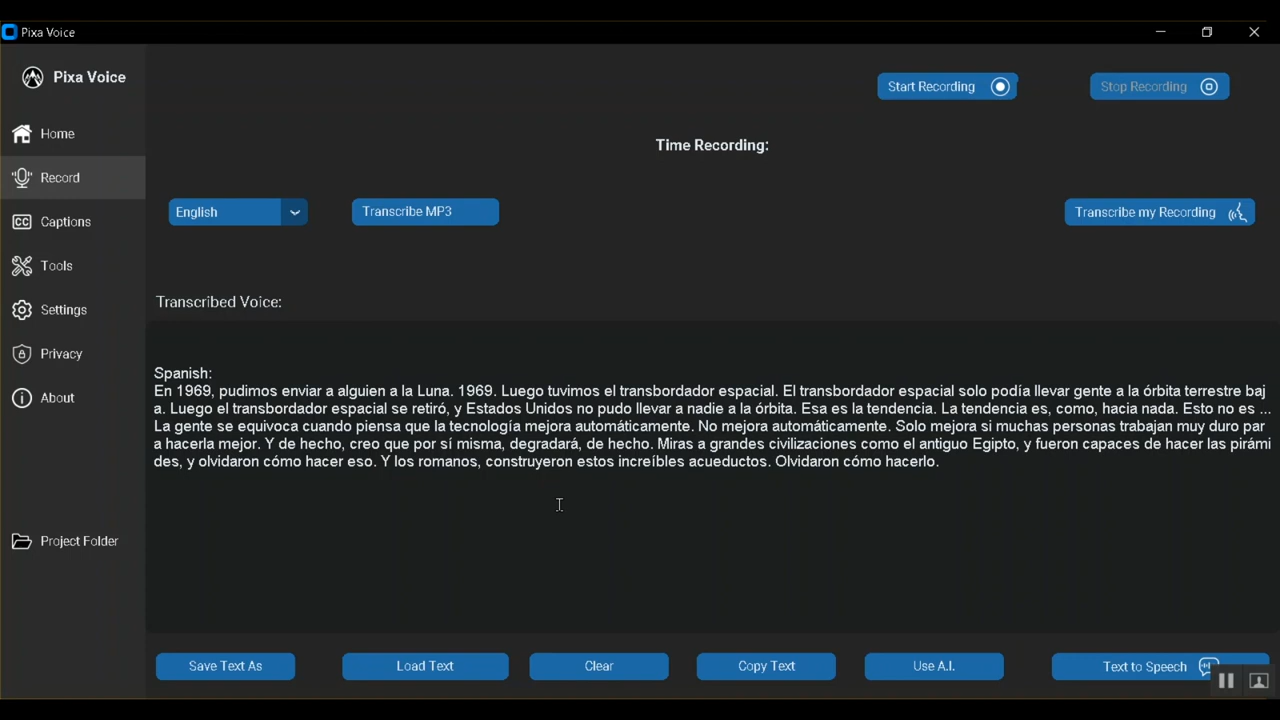 Pixa Voice
Pixa Voice
Start Recording
Stop Recording
Home
Time Recording:
Record
English
Transcribe MP3
Transcribe my Recording
Captions
Tools
Transcribed Voice:
Settings
Privacy
Spanish:
En 1969, pudimos enviar a alguien a la Luna. 1969. Luego tuvimos el transbordador espacial. El transbordador espacial solo podía llevar gente a la órbita terrestre baj
a. Luego el transbordador espacial se retiró, y Estados Unidos no pudo llevar a nadie a la órbita. Esa es la tendencia. La tendencia es, como, hacia nada. Esto no es ...
La gente se equivoca cuando piensa que la tecnología mejora automáticamente. No mejora automáticamente. Solo mejora si muchas personas trabajan muy duro par
a hacerla mejor. Y de hecho, creo que por sí misma, degradará, de hecho. Miras a grandes civilizaciones como el antiguo Egipto, y fueron capaces de hacer las pirámi
des, y olvidaron cómo hacer eso. Y los romanos, construyeron estos increíbles acueductos. Olvidaron cómo hacerlo.
About
Project Folder
Save Text As
Load Text
Clear
Copy Text
Use A.I.
Text to Speech